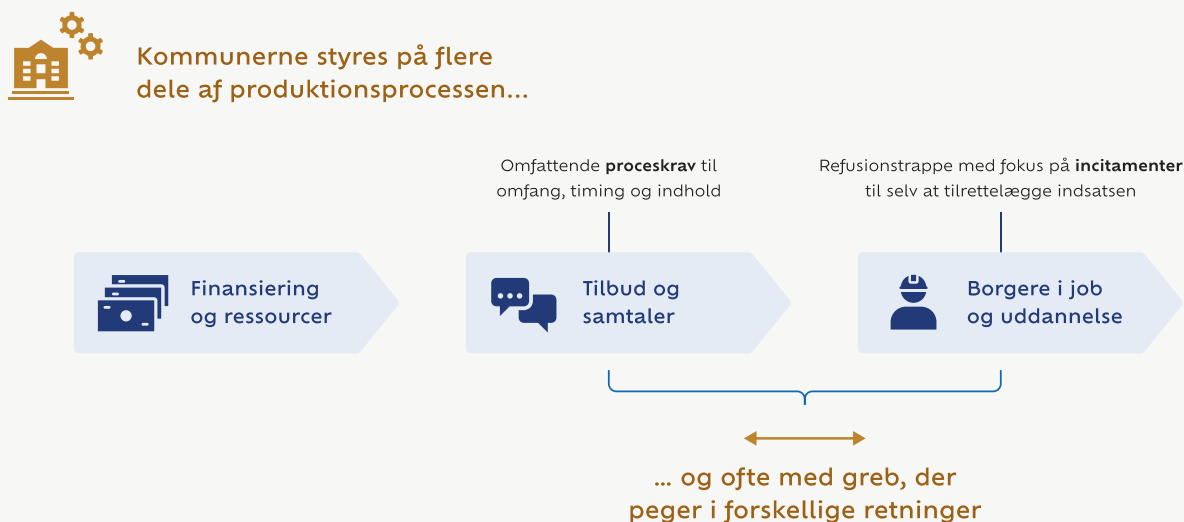 Kommunerne styres på flere
dele af produktionsprocessen...
Omfattende proceskrav til
omfang, timing og indhold
Refusionstrappe med fokus på incitamenter
til selv at tilrettelægge indsatsen
Finansiering
og ressourcer
Tilbud og
samtaler
Borgere i job
og uddannelse
... og ofte med greb, der
peger i forskellige retninger